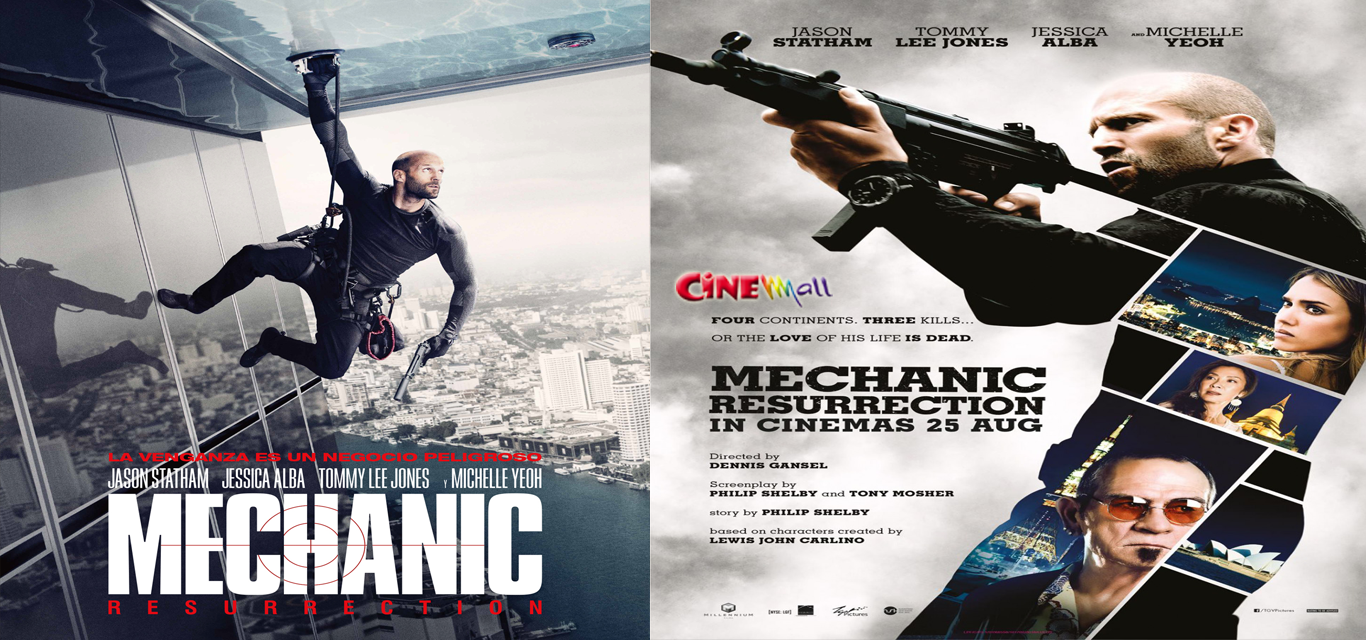 LA VENGANZA ES UN NEGOCIO PELIGROSO
JASON STATHAM JESSICA ALBA TOMMY LEE JONES Y MICHELLE YEOH
MECHANIC
RESURRECTION
JASON STATHAM TOMMY LEE JONES JESSICA ALBA AND MICHELLE YEOH
CINEMALL
FOUR CONTINENTS. THREE KILLS...
OR THE LOVE OF HIS LIFE IS DEAD.
MECHANIC
RESURRECTION
IN CINEMAS 25 AUG
Directed by
DENNIS GANSEL
Screenplay by
PHILIP SHELBY and TONY MOSHER
story by PHILIP SHELBY
based on characters created by
LEWIS JOHN CARLINO
MILLENNIUM